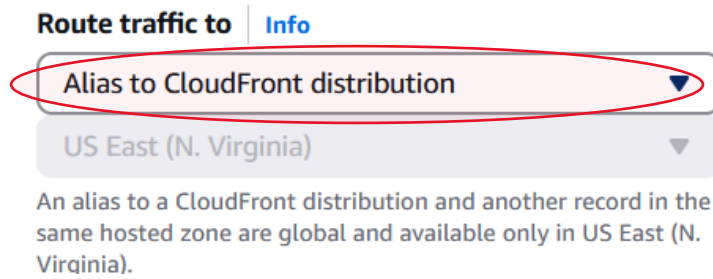 Route traffic to Info
Alias to CloudFront distribution
US East (N. Virginia)
An alias to a CloudFront distribution and another record in the
same hosted zone are global and available only in US East (N.
Virginia).